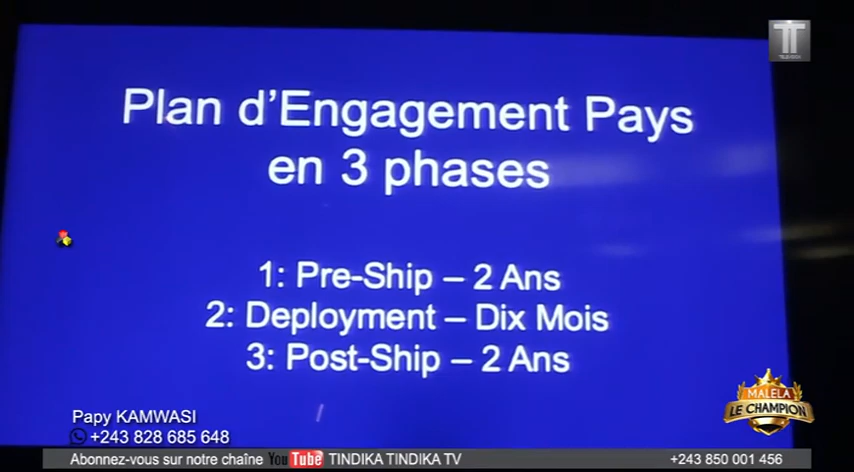 TT
TELEVISION
Plan d'Engagement Pays
en 3 phases
1: Pre-Ship – 2 Ans
2: Deployment – Dix Mois
3: Post-Ship – 2 Ans
MALELA
LE CHAMPION
Papy KAMWASI
+243 828 685 648
Abonnez-vous sur notre chaîne YouTube TINDIKA TINDIKA TV +243 850 001 456